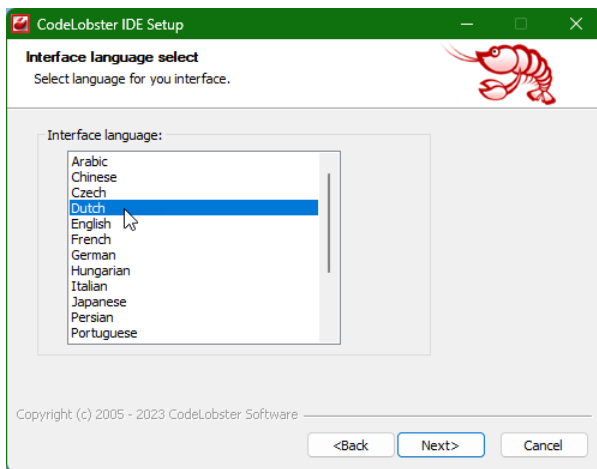 CodeLobster IDE Setup
Interface language select
Select language for you interface.
Interface language:
Arabic
Chinese
Czech
Dutch
English
French
German
Hungarian
Italian
Japanese
Persian
Portuguese
Copyright (c) 2005 - 2023 CodeLobster Software
<Back Next> Cancel